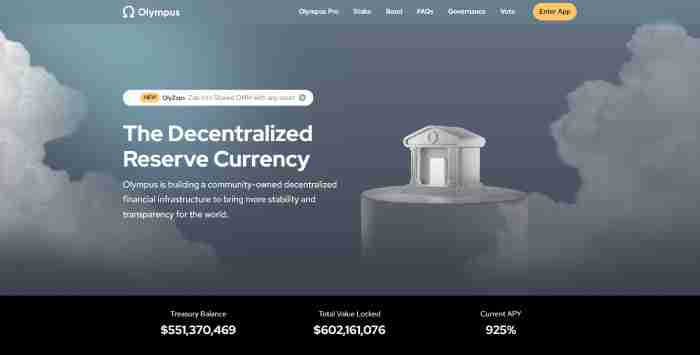 Olympus
Olympus Pro Stake Bond FAQs Governance Vote Enter App
NEW OlyZaps Zap into Staked OHM with any asset
The Decentralized
Reserve Currency
Olympus is building a community-owned decentralized
financial infrastructure to bring more stability and
transparency for the world.
Treasury Balance Total Value Locked Current APY
$551,370,469 $602,161,076 925%